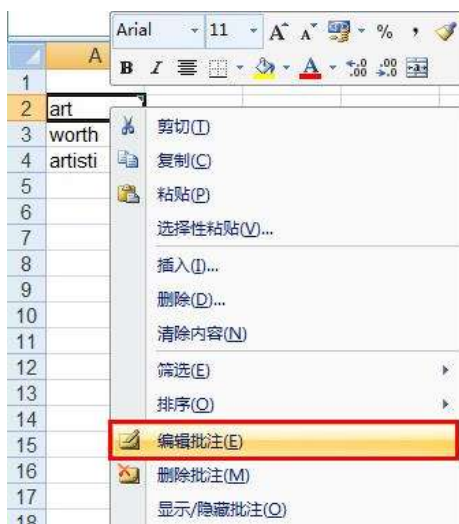 Arial 11 A A % ,
B I A .00 .00 a
A
1
2 art
3 worth
4 artisti
5
6
7
8
9
10
11
12
13
14
15
16
17
18
剪切(T)
复制(C)
粘贴(P)
选择性粘贴(V)...
插入(I)...
删除(D)...
清除内容(N)
筛选(E)
排序(O)
编辑批注(E)
删除批注(M)
显示/隐藏批注(O)